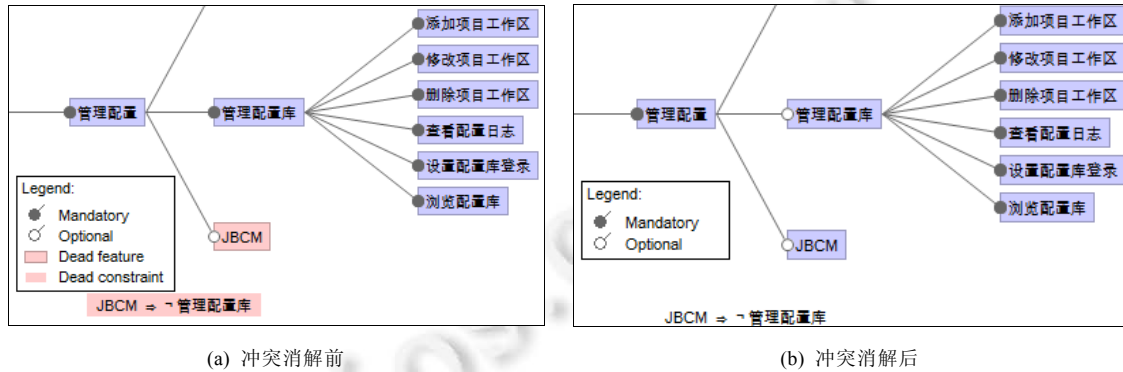 添加项目工作区
修改项目工作区
删除项目工作区
查看配置日志
设置配置库登录
浏览配置库
管理配置
管理配置库
JBCM
Legend:
Mandatory
Optional
Dead feature
Dead constraint
JBCM ⇒ ¬ 管理配置库
(a) 冲突消解前
添加项目工作区
修改项目工作区
删除项目工作区
查看配置日志
设置配置库登录
浏览配置库
管理配置
管理配置库
JBCM
Legend:
Mandatory
Optional
JBCM ⇒ ¬ 管理配置库
(b) 冲突消解后